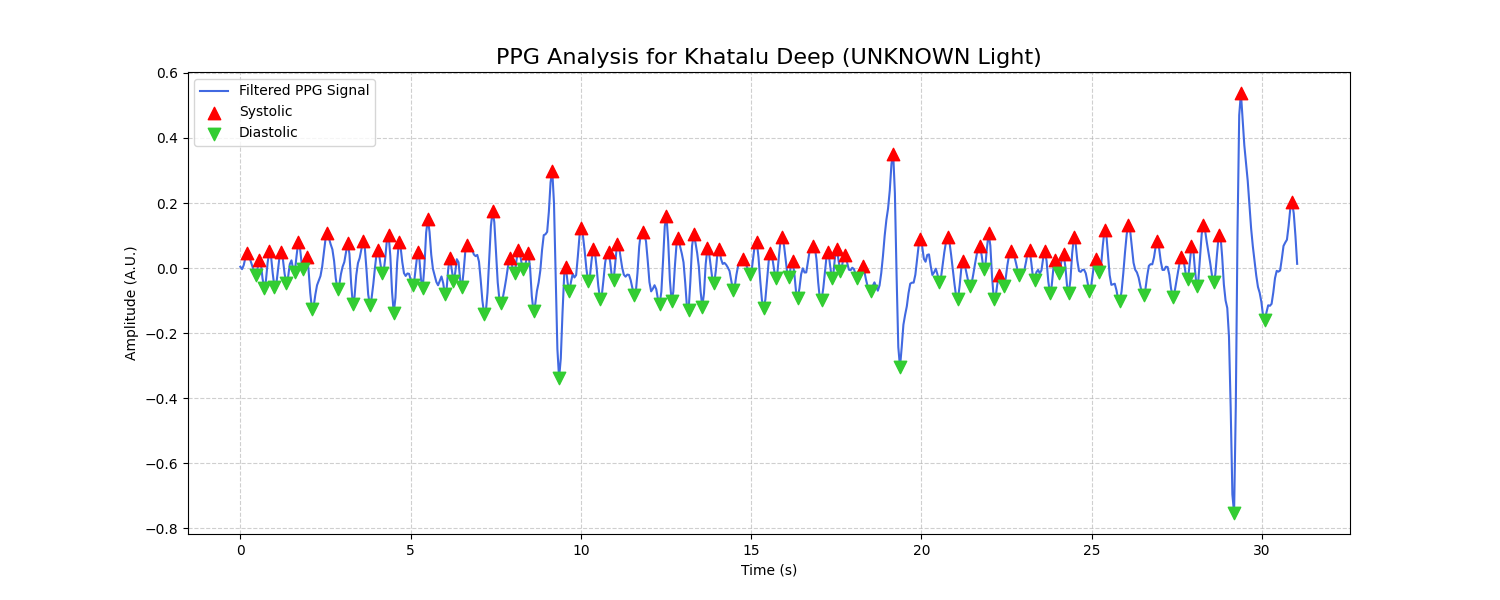 PPG Analysis for Khatalu Deep (UNKNOWN Light)
Filtered PPG Signal
Systolic
Diastolic
Amplitude (A.U.)
0.6
0.4
0.2
0.0
−0.2
−0.4
−0.6
−0.8
0 5 10 15 20 25 30
Time (s)